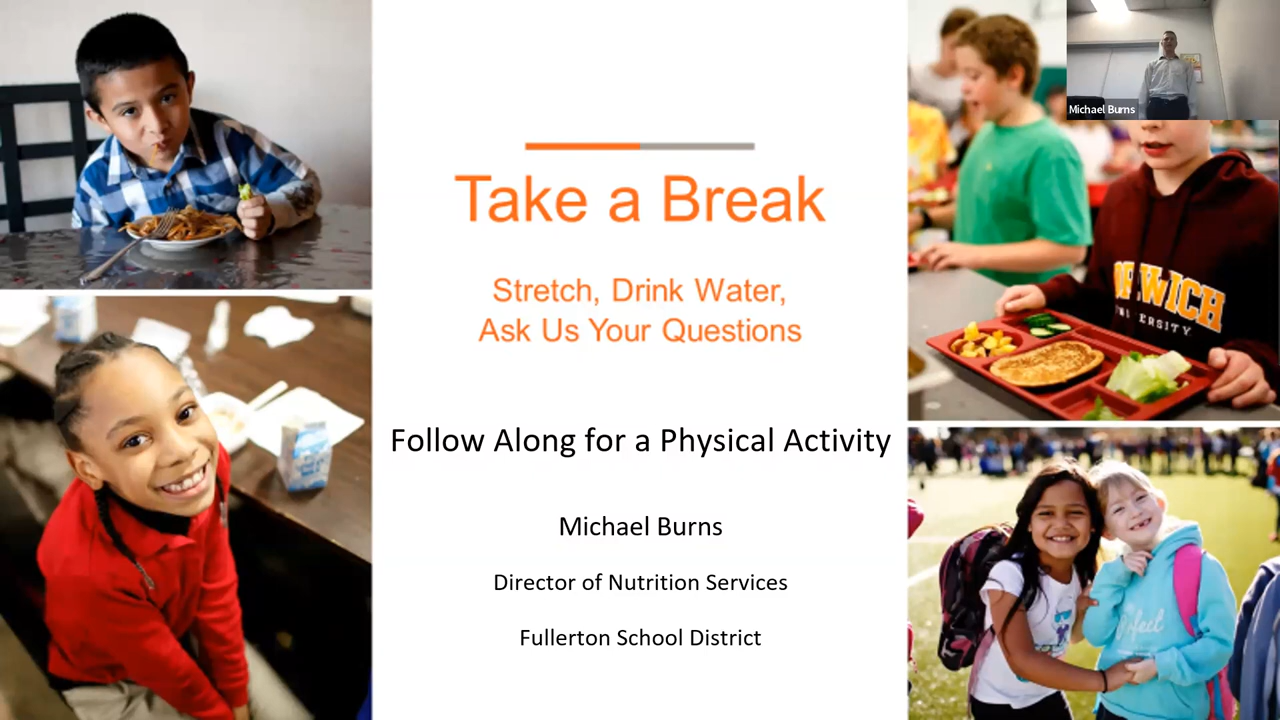 Take a Break
Stretch, Drink Water,
Ask Us Your Questions
Follow Along for a Physical Activity
Michael Burns
Director of Nutrition Services
Fullerton School District
Michael Burns
WICH
ERSITY